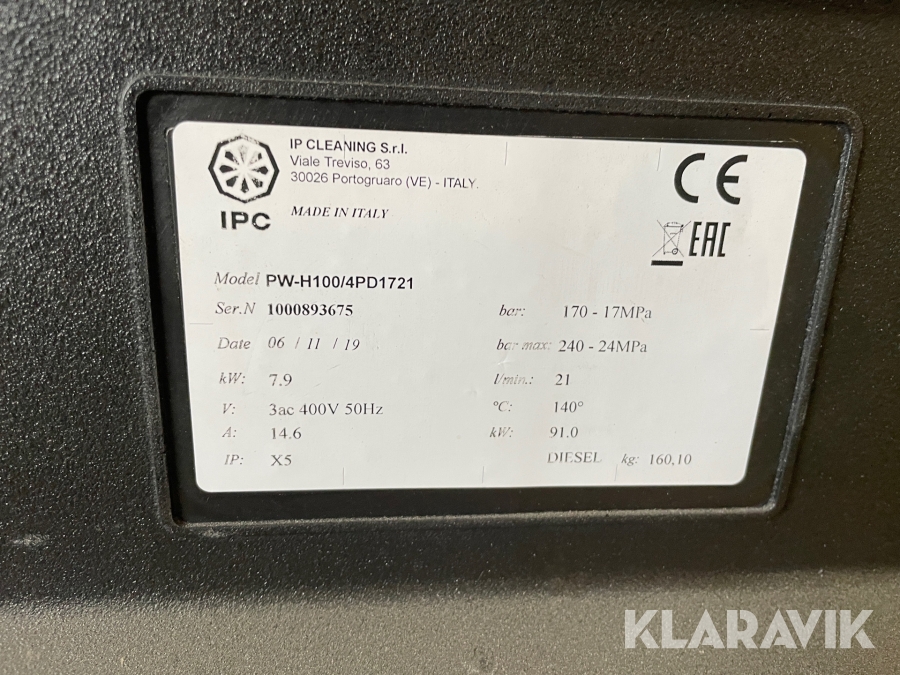 IP CLEANING S.r.l.
Viale Treviso, 63
30026 Portogruaro (VE) - ITALY.
MADE IN ITALY
IPC
CE
EAC
Model PW-H100/4PD1721
Ser.N 1000893675
bar: 170 - 17MPa
Date 06 / 11 / 19
bar max: 240 - 24MPa
kW: 7.9
l/min.: 21
V: 3ac 400V 50Hz
°C: 140°
A: 14.6
kW: 91.0
IP: X5
DIESEL kg: 160,10
KLARAVIK